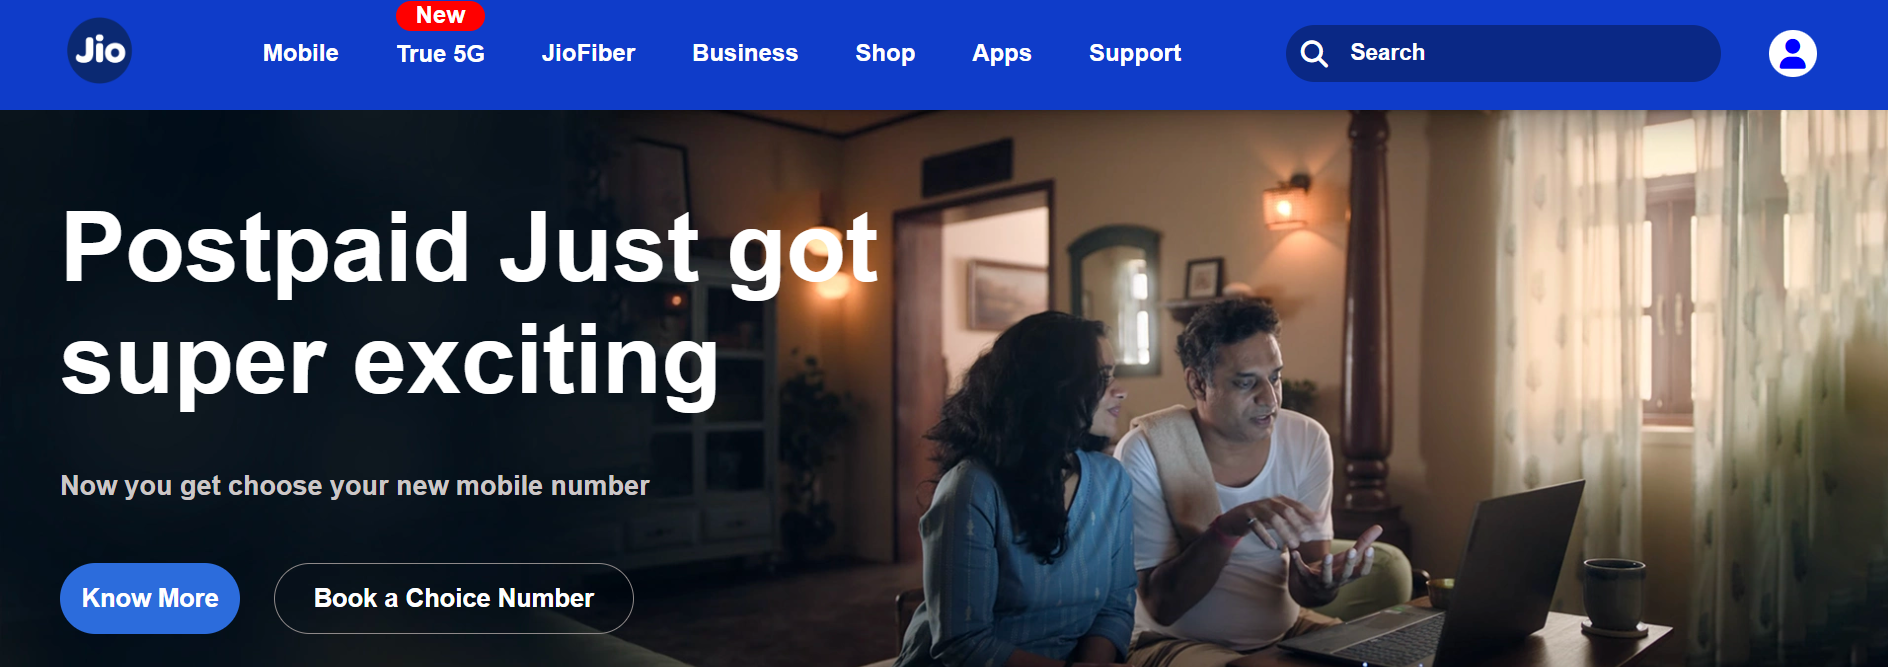 Jio
Mobile
New
True 5G
JioFiber
Business
Shop
Apps
Support
Search
Postpaid Just got
super exciting
Now you get choose your new mobile number
Know More
Book a Choice Number